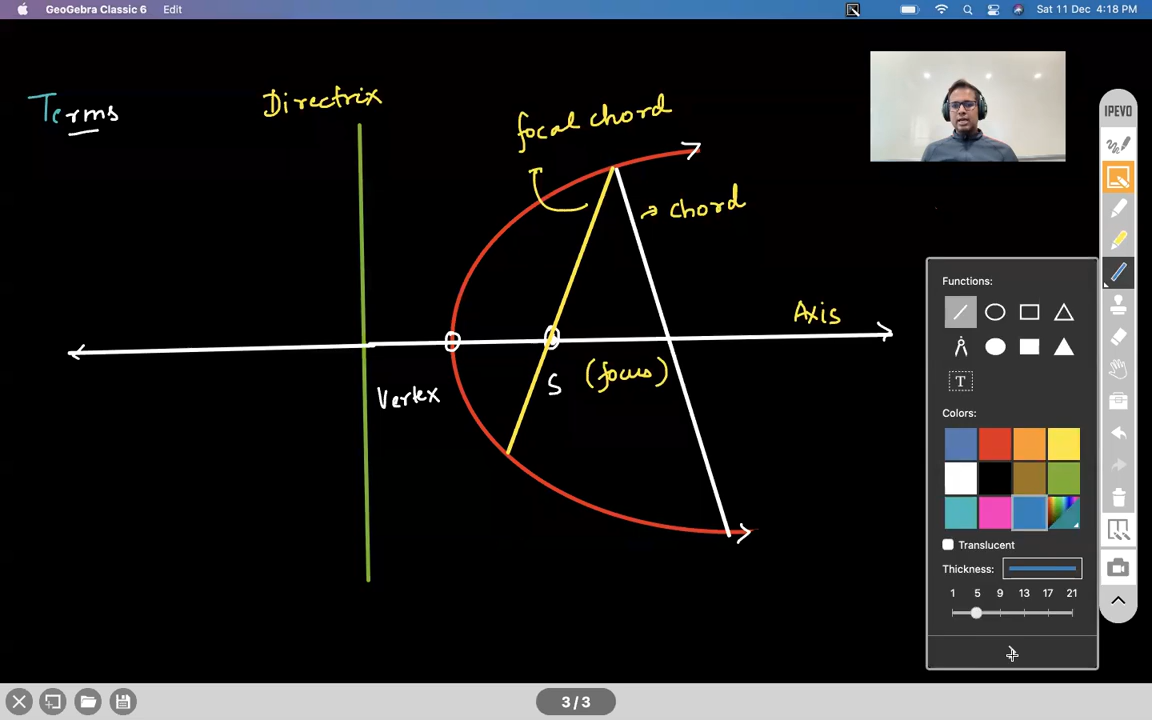 GeoGebra Classic 6 Edit Sat 11 Dec 4:18 PM
Terms
Directrix
focal chord
IPEVO
chord
Axis
Vertex
S (focus)
Functions:
T
Colors:
Translucent
Thickness:
1 5 9 13 17 21
3 / 3